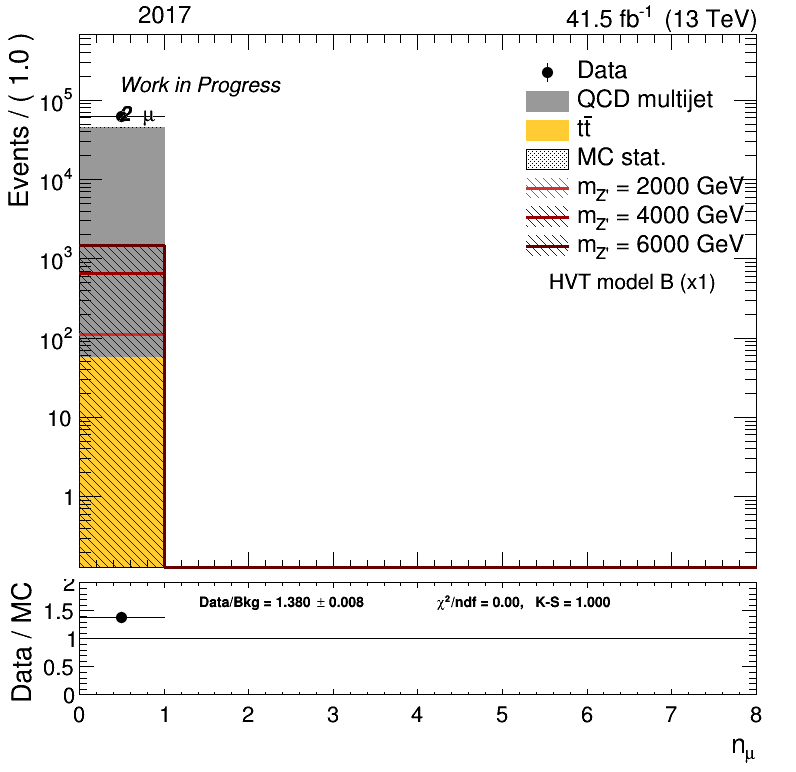 2017 41.5 fb⁻¹ (13 TeV)
Events / ( 1.0 )
Work in Progress
2 μ
Data
QCD multijet
tt̄
MC stat.
m_Z' = 2000 GeV
m_Z' = 4000 GeV
m_Z' = 6000 GeV
HVT model B (x1)
10⁵
10⁴
10³
10²
10
1
Data / MC
Data/Bkg = 1.380 ± 0.008 χ²/ndf = 0.00, K-S = 1.000
2
1.5
1
0.5
0
0 1 2 3 4 5 6 7 8
n_μ